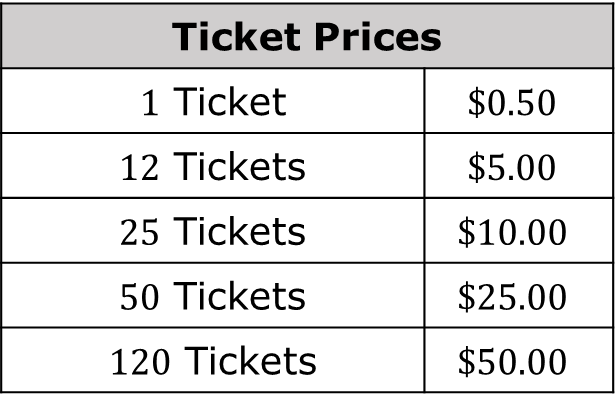 Ticket Prices
1 Ticket $0.50
12 Tickets $5.00
25 Tickets $10.00
50 Tickets $25.00
120 Tickets $50.00